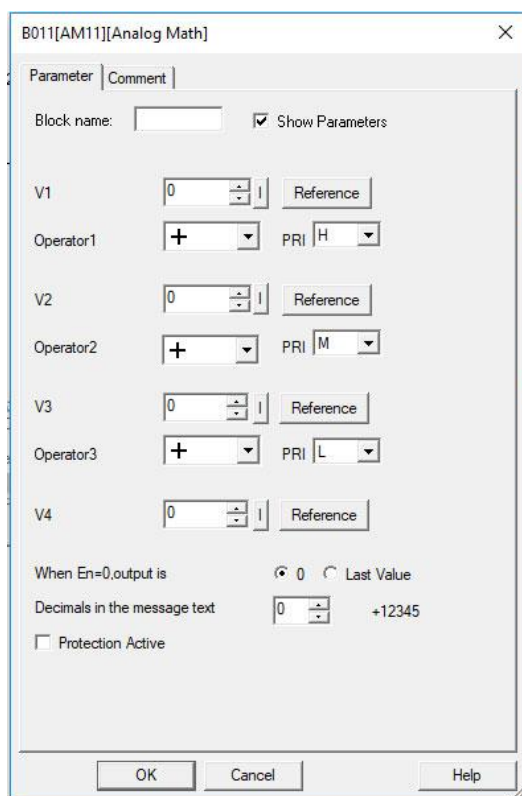 B011[AM11][Analog Math]
Parameter Comment
Block name: Show Parameters
V1 0 I Reference
Operator1 + PRI H
V2 0 I Reference
Operator2 + PRI M
V3 0 I Reference
Operator3 + PRI L
V4 0 I Reference
When En=0,output is 0 Last Value
Decimals in the message text 0 +12345
Protection Active
OK Cancel Help